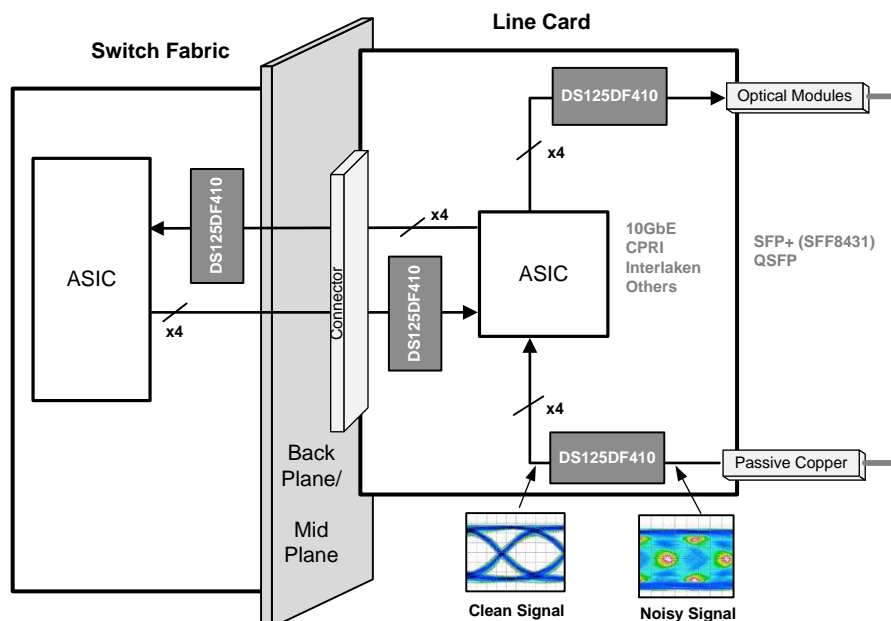 Switch Fabric
Line Card
DS125DF410
Optical Modules
x4
DS125DF410
x4
ASIC
ASIC
10GbE
CPRI
Interlaken
Others
SFP+ (SFF8431)
QSFP
Connector
DS125DF410
x4
x4
DS125DF410
Passive Copper
Back
Plane/
Mid
Plane
Clean Signal
Noisy Signal